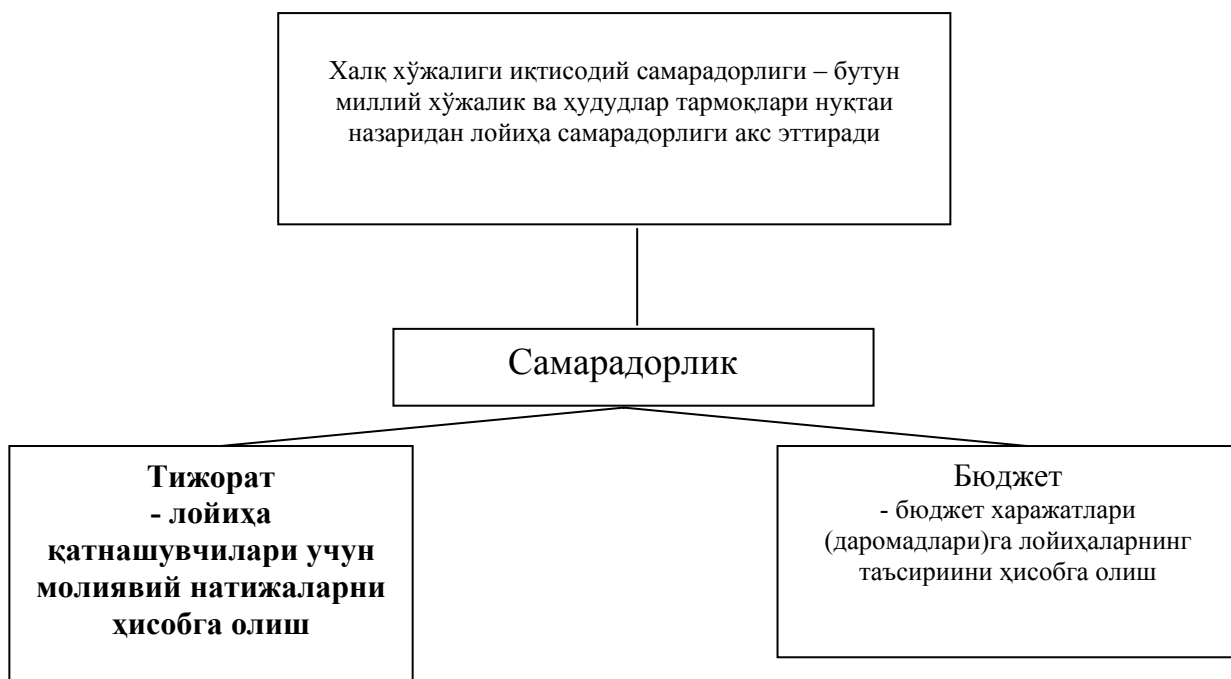 Халқ хўжалиги иқтисодий самарадорлиги – бутун
миллий хўжалик ва ҳудудлар тармоқлари нуқтаи
назаридан лойиҳа самарадорлиги акс эттиради
Самарадорлик
Тижорат
- лойиҳа
қатнашувчилари учун
молиявий натижаларни
ҳисобга олиш
Бюджет
- бюджет харажатлари
(даромадлари)га лойиҳаларнинг
таъсириини ҳисобга олиш